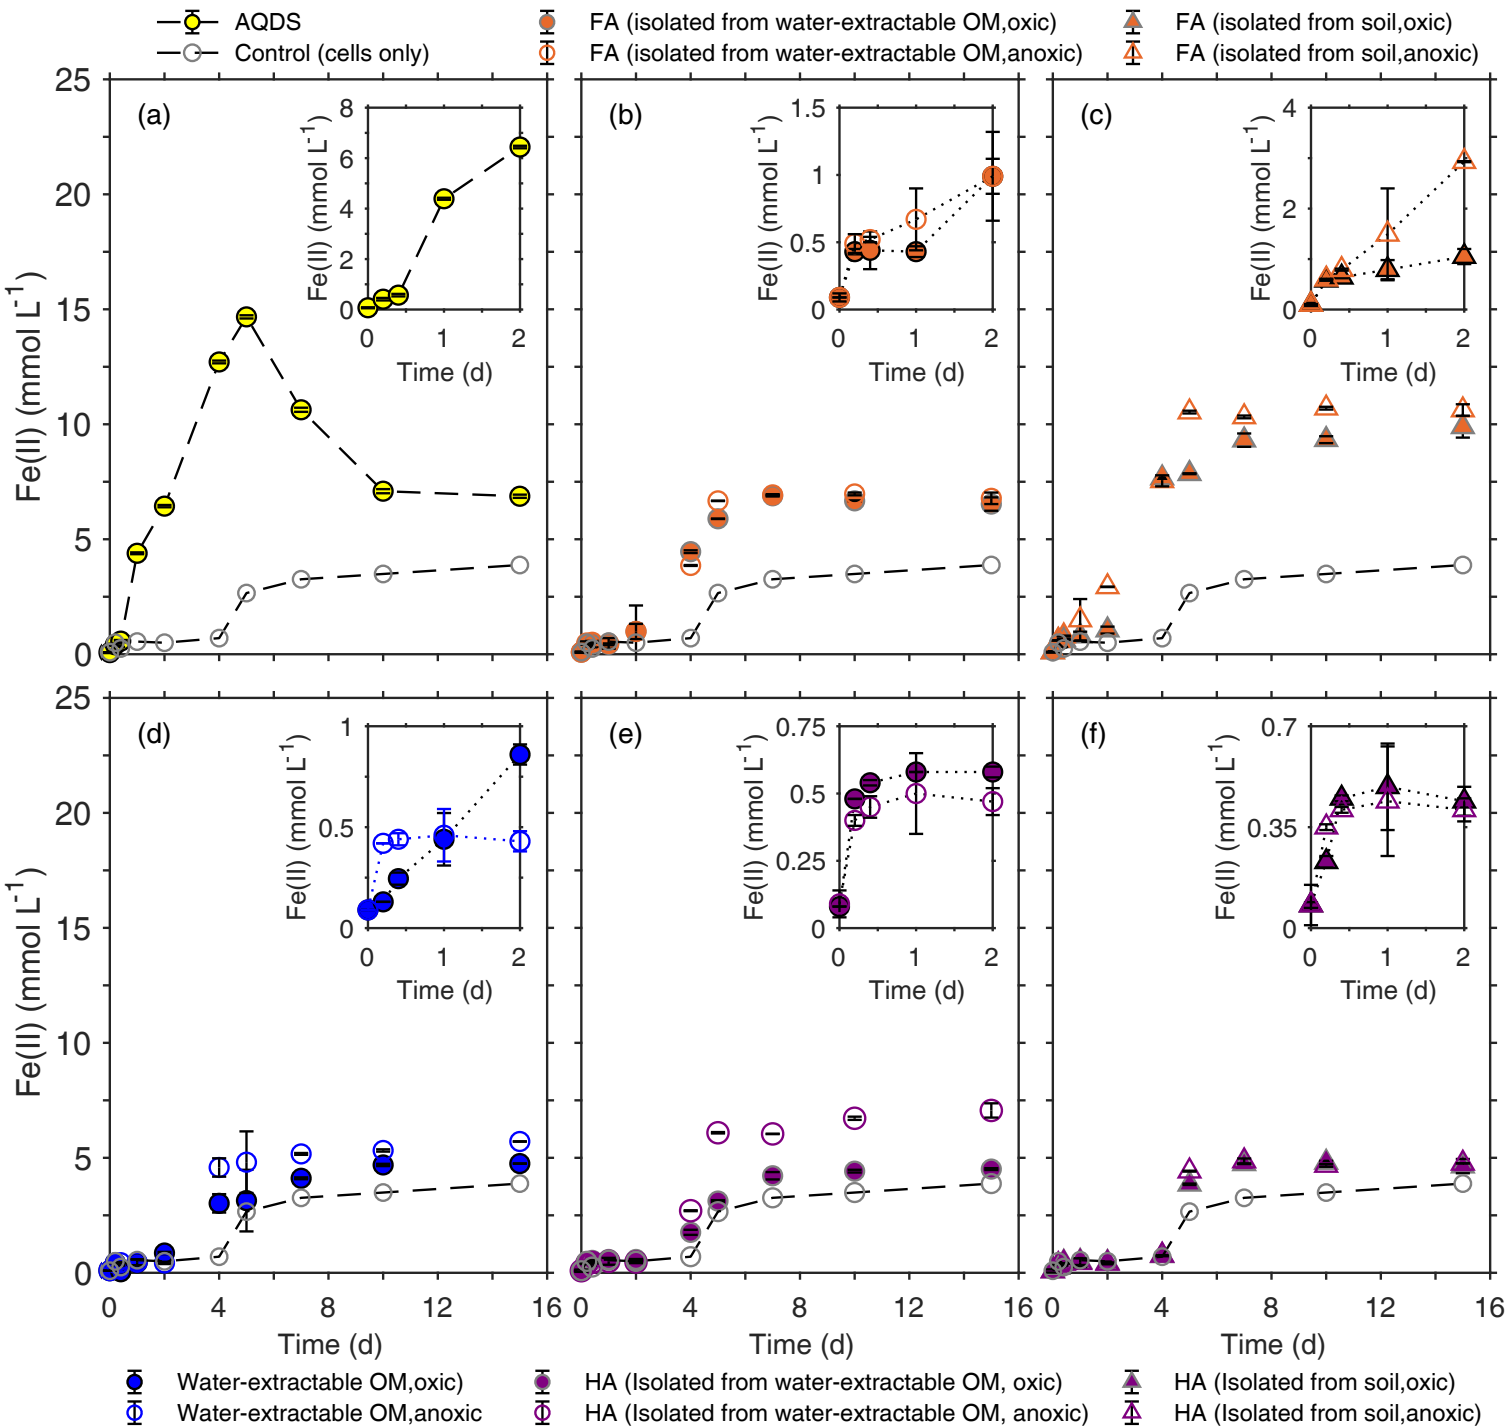 AQDS
FA (isolated from water-extractable OM,oxic)
FA (isolated from soil,oxic)
Control (cells only)
FA (isolated from water-extractable OM,anoxic)
FA (isolated from soil,anoxic)
(a)
Fe(II) (mmol L⁻¹)
25
20
15
10
5
0
Fe(II) (mmol L⁻¹)
8
6
4
2
0
0 1 2
Time (d)
(b)
Fe(II) (mmol L⁻¹)
1.5
1
0.5
0
0 1 2
Time (d)
(c)
Fe(II) (mmol L⁻¹)
4
2
0
0 1 2
Time (d)
(d)
Fe(II) (mmol L⁻¹)
25
20
15
10
5
0
0 4 8 12 16
Time (d)
Fe(II) (mmol L⁻¹)
1
0.5
0
0 1 2
Time (d)
(e)
0 4 8 12 16
Time (d)
Fe(II) (mmol L⁻¹)
0.75
0.5
0.25
0
0 1 2
Time (d)
(f)
0 4 8 12 16
Time (d)
Fe(II) (mmol L⁻¹)
0.7
0.35
0
0 1 2
Time (d)
Water-extractable OM,oxic)
HA (Isolated from water-extractable OM, oxic)
HA (Isolated from soil,oxic)
Water-extractable OM,anoxic
HA (Isolated from water-extractable OM, anoxic)
HA (Isolated from soil,anoxic)